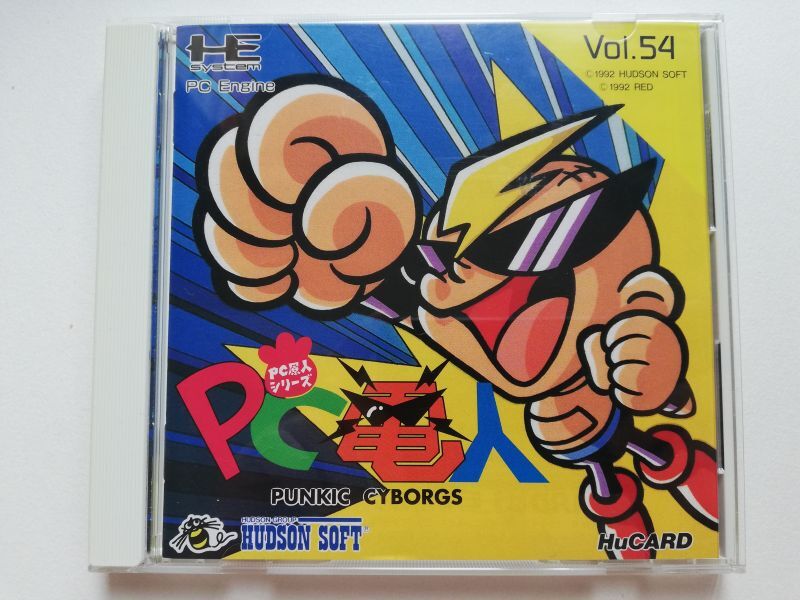 HE
system
PC Engine
Vol.54
©1992 HUDSON SOFT
©1992 RED
PC原人
シリーズ
PC電人
PUNKIC CYBORGS
HUDSON GROUP
HUDSON SOFT™
HuCARD